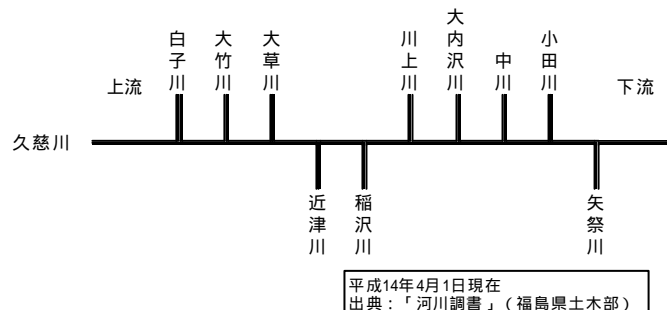 白子川
大竹川
大草川
川上川
大内沢川
中川
小田川
上流
下流
久慈川
近津川
稲沢川
矢祭川
平成14年4月1日現在
出典：「河川調書」（福島県土木部）